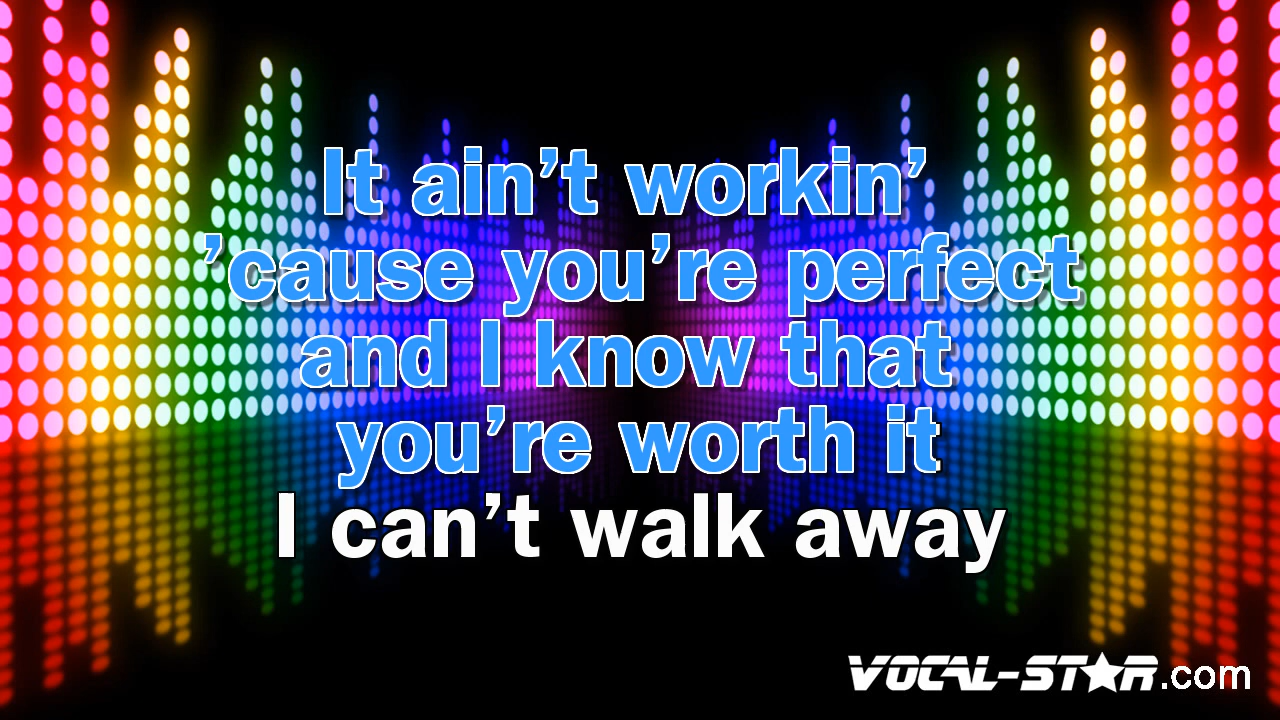 It ain’t workin’
’cause you’re perfect
and I know that
you’re worth it
I can’t walk away
VOCAL-STAR.com